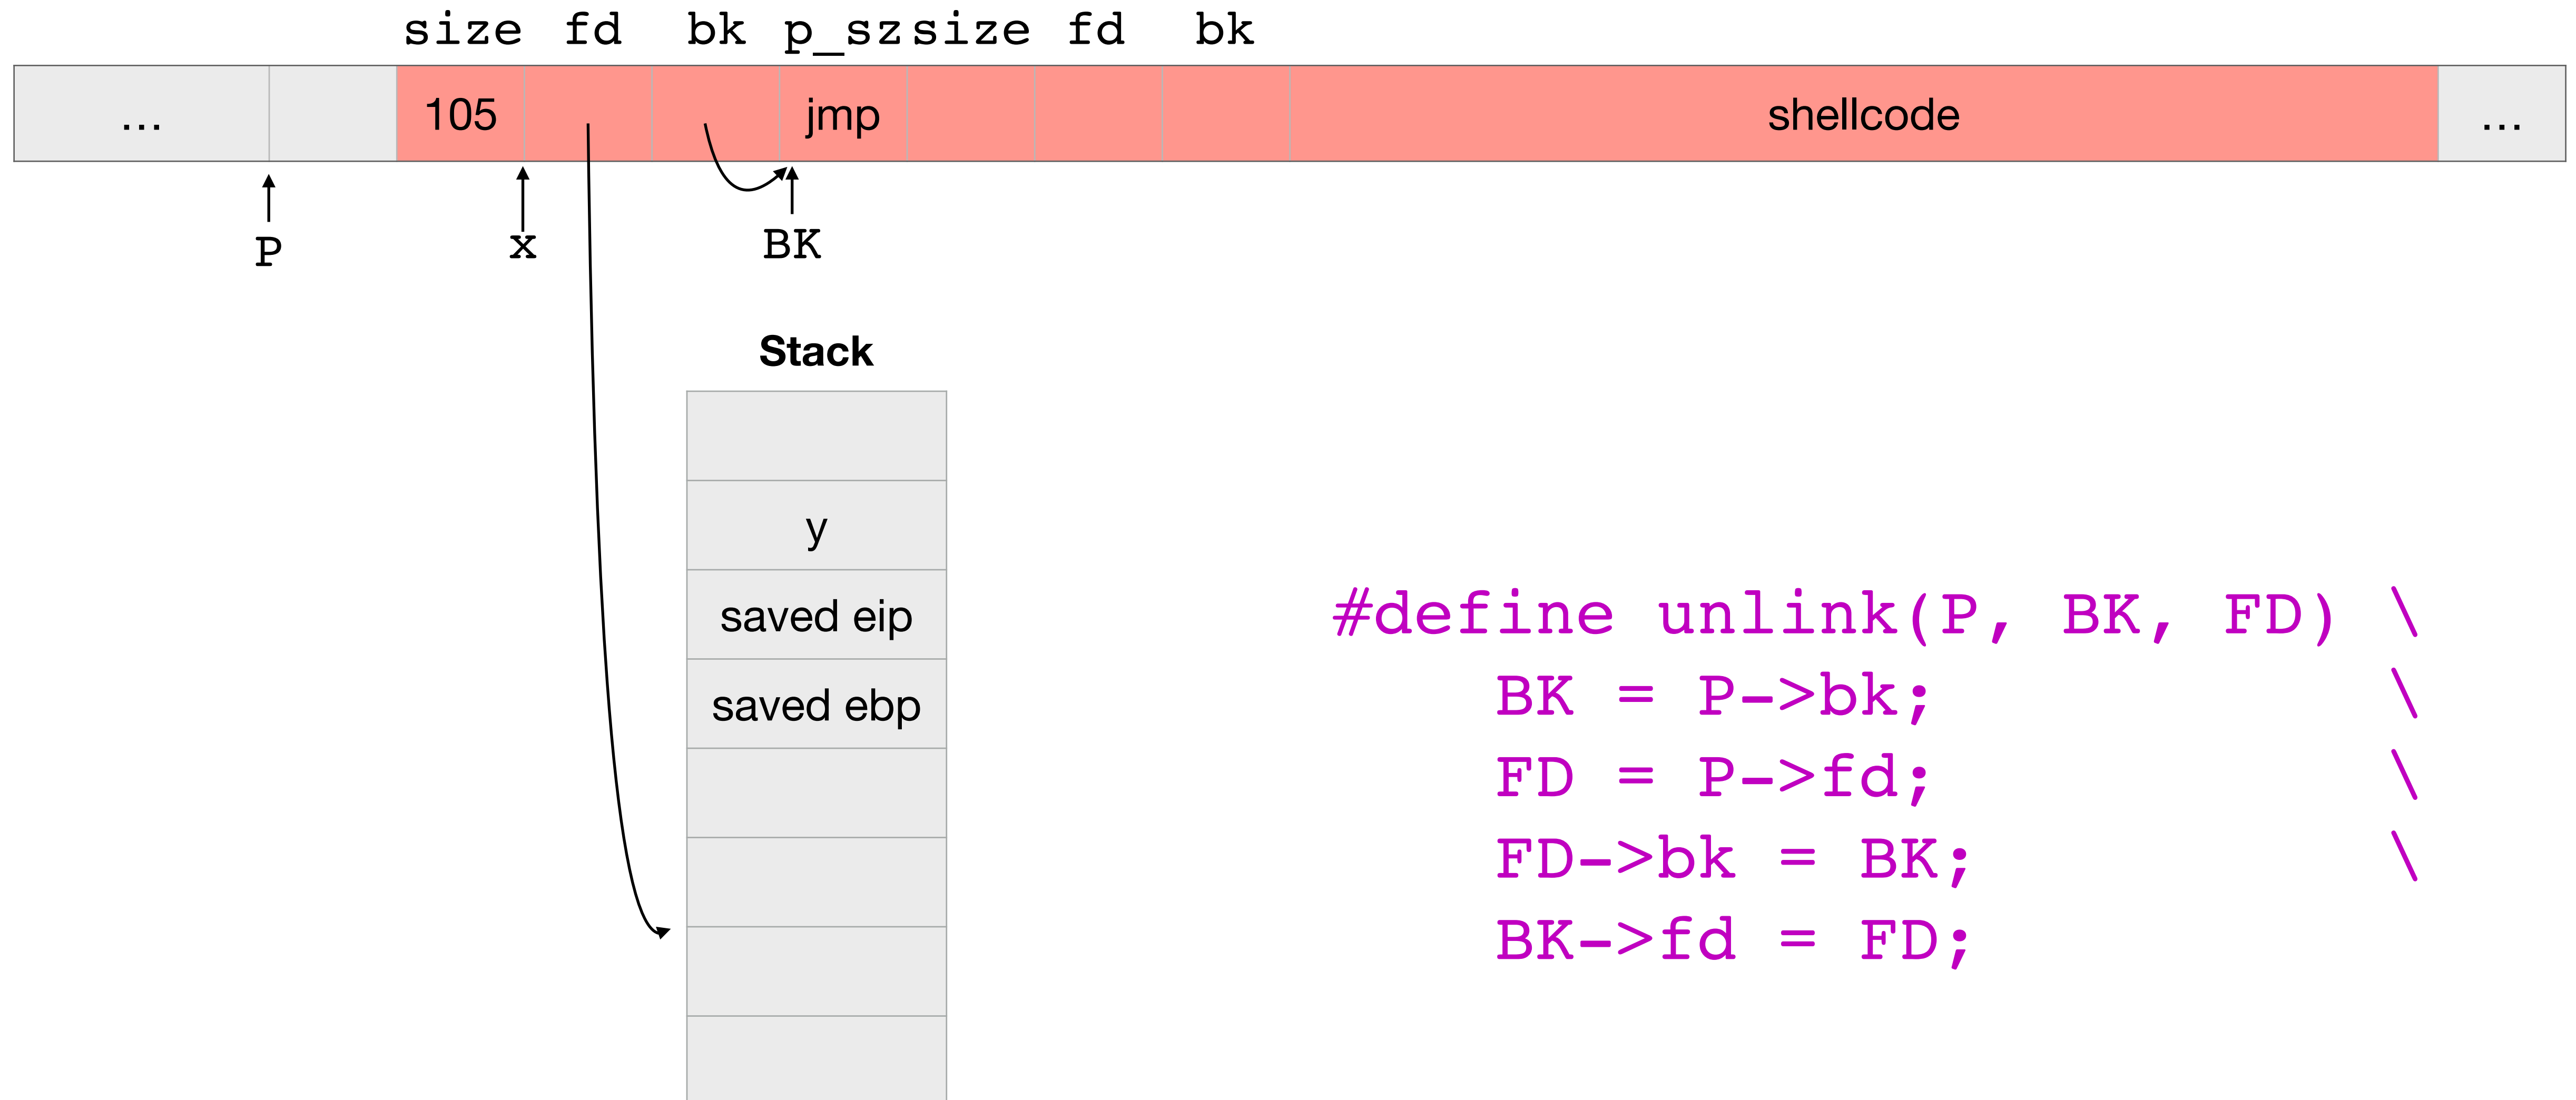 size fd bk p_sz size fd bk
... 105 jmp shellcode ...
P x BK
Stack
y
saved eip
saved ebp
#define unlink(P, BK, FD) \
BK = P->bk; \
FD = P->fd; \
FD->bk = BK; \
BK->fd = FD;